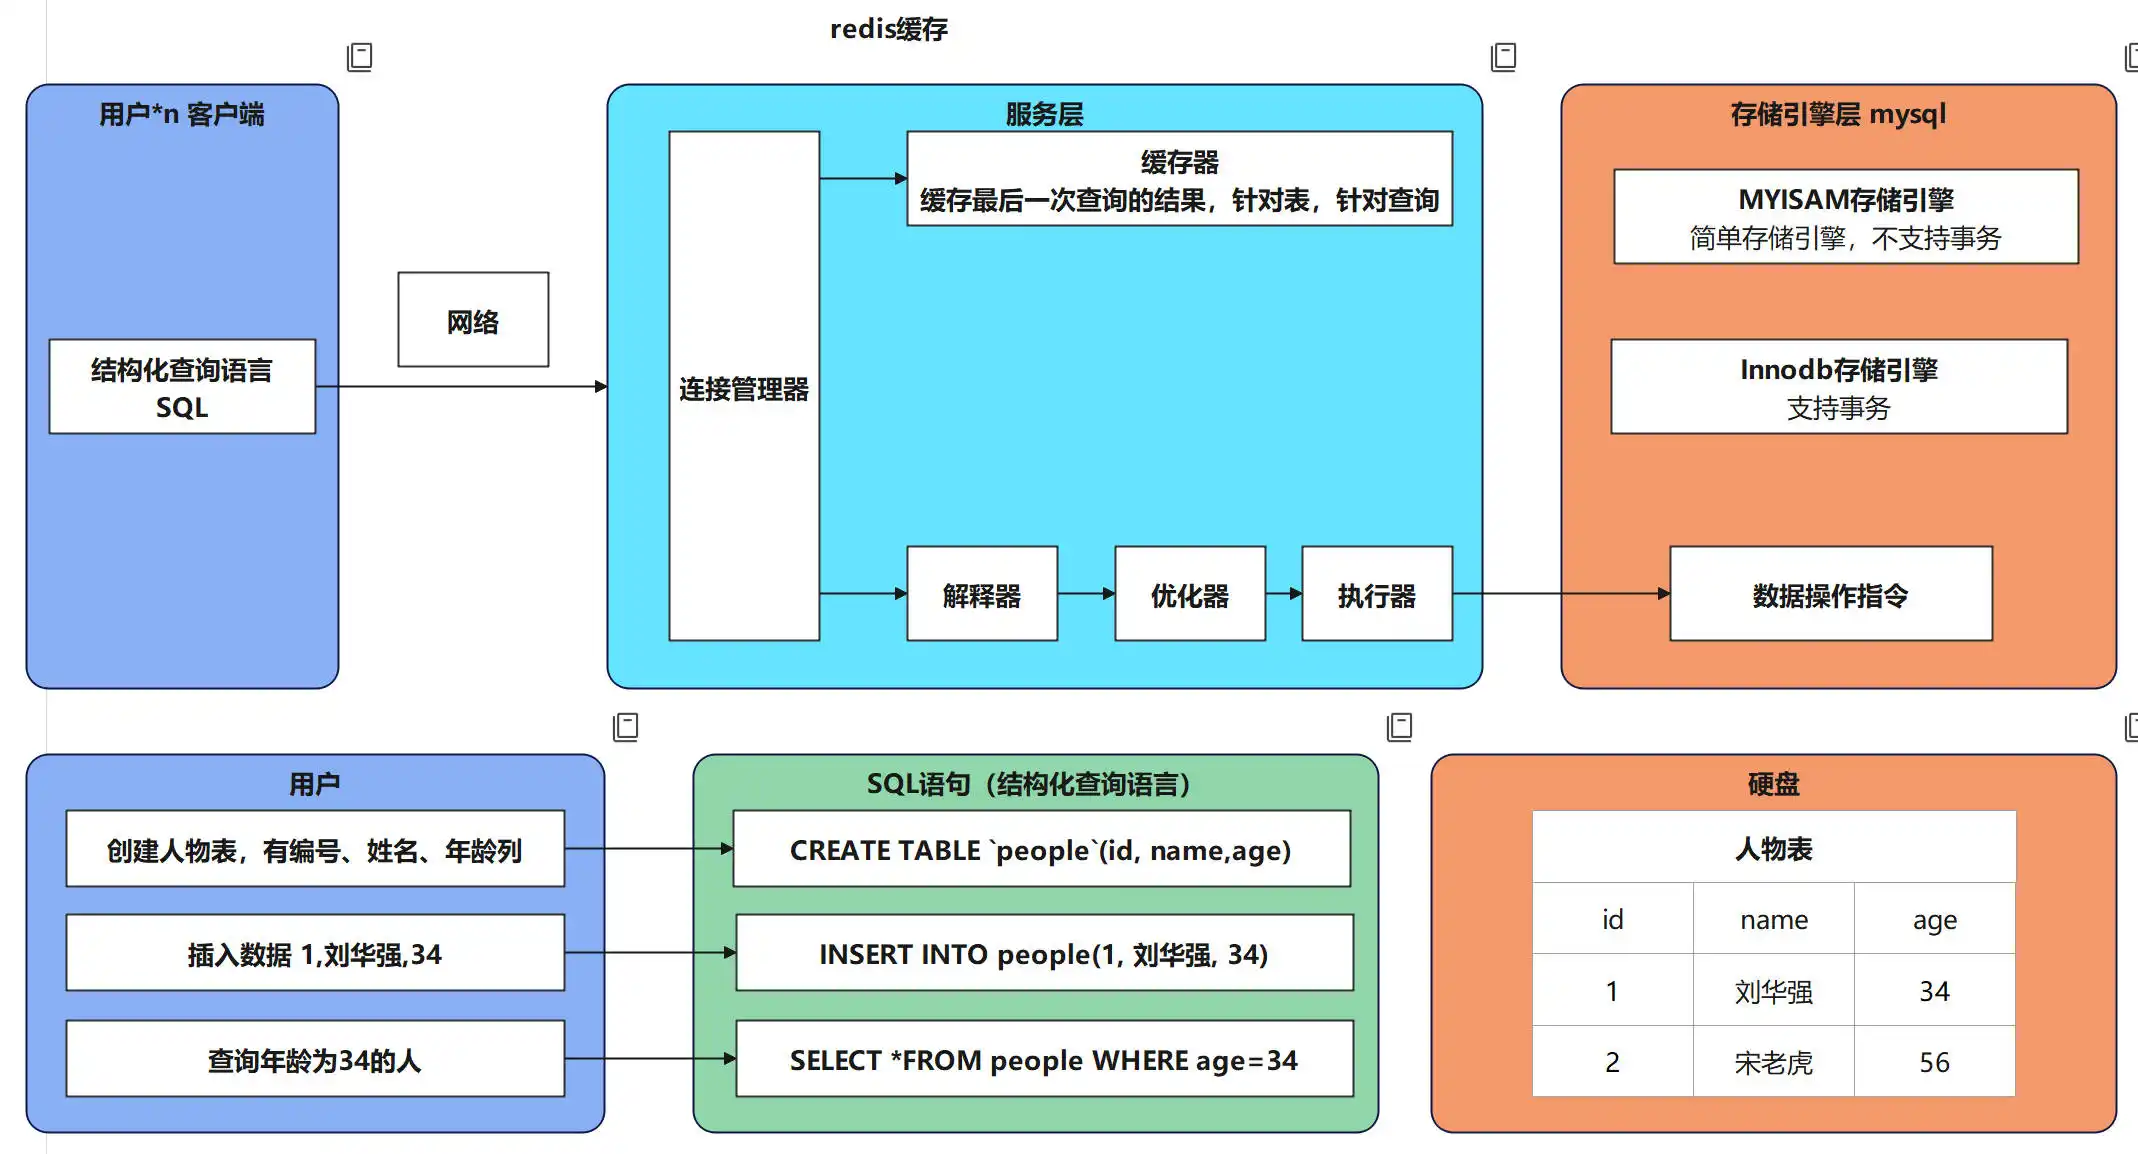 redis缓存
用户*n 客户端
结构化查询语言
SQL
网络
服务层
连接管理器
缓存器
缓存最后一次查询的结果，针对表，针对查询
解释器
优化器
执行器
存储引擎层 mysql
MYISAM存储引擎
简单存储引擎，不支持事务
Innodb存储引擎
支持事务
数据操作指令
用户
创建人物表，有编号、姓名、年龄列
插入数据 1,刘华强,34
查询年龄为34的人
SQL语句（结构化查询语言）
CREATE TABLE `people`(id, name,age)
INSERT INTO people(1, 刘华强, 34)
SELECT *FROM people WHERE age=34
硬盘
人物表
id name age
1 刘华强 34
2 宋老虎 56